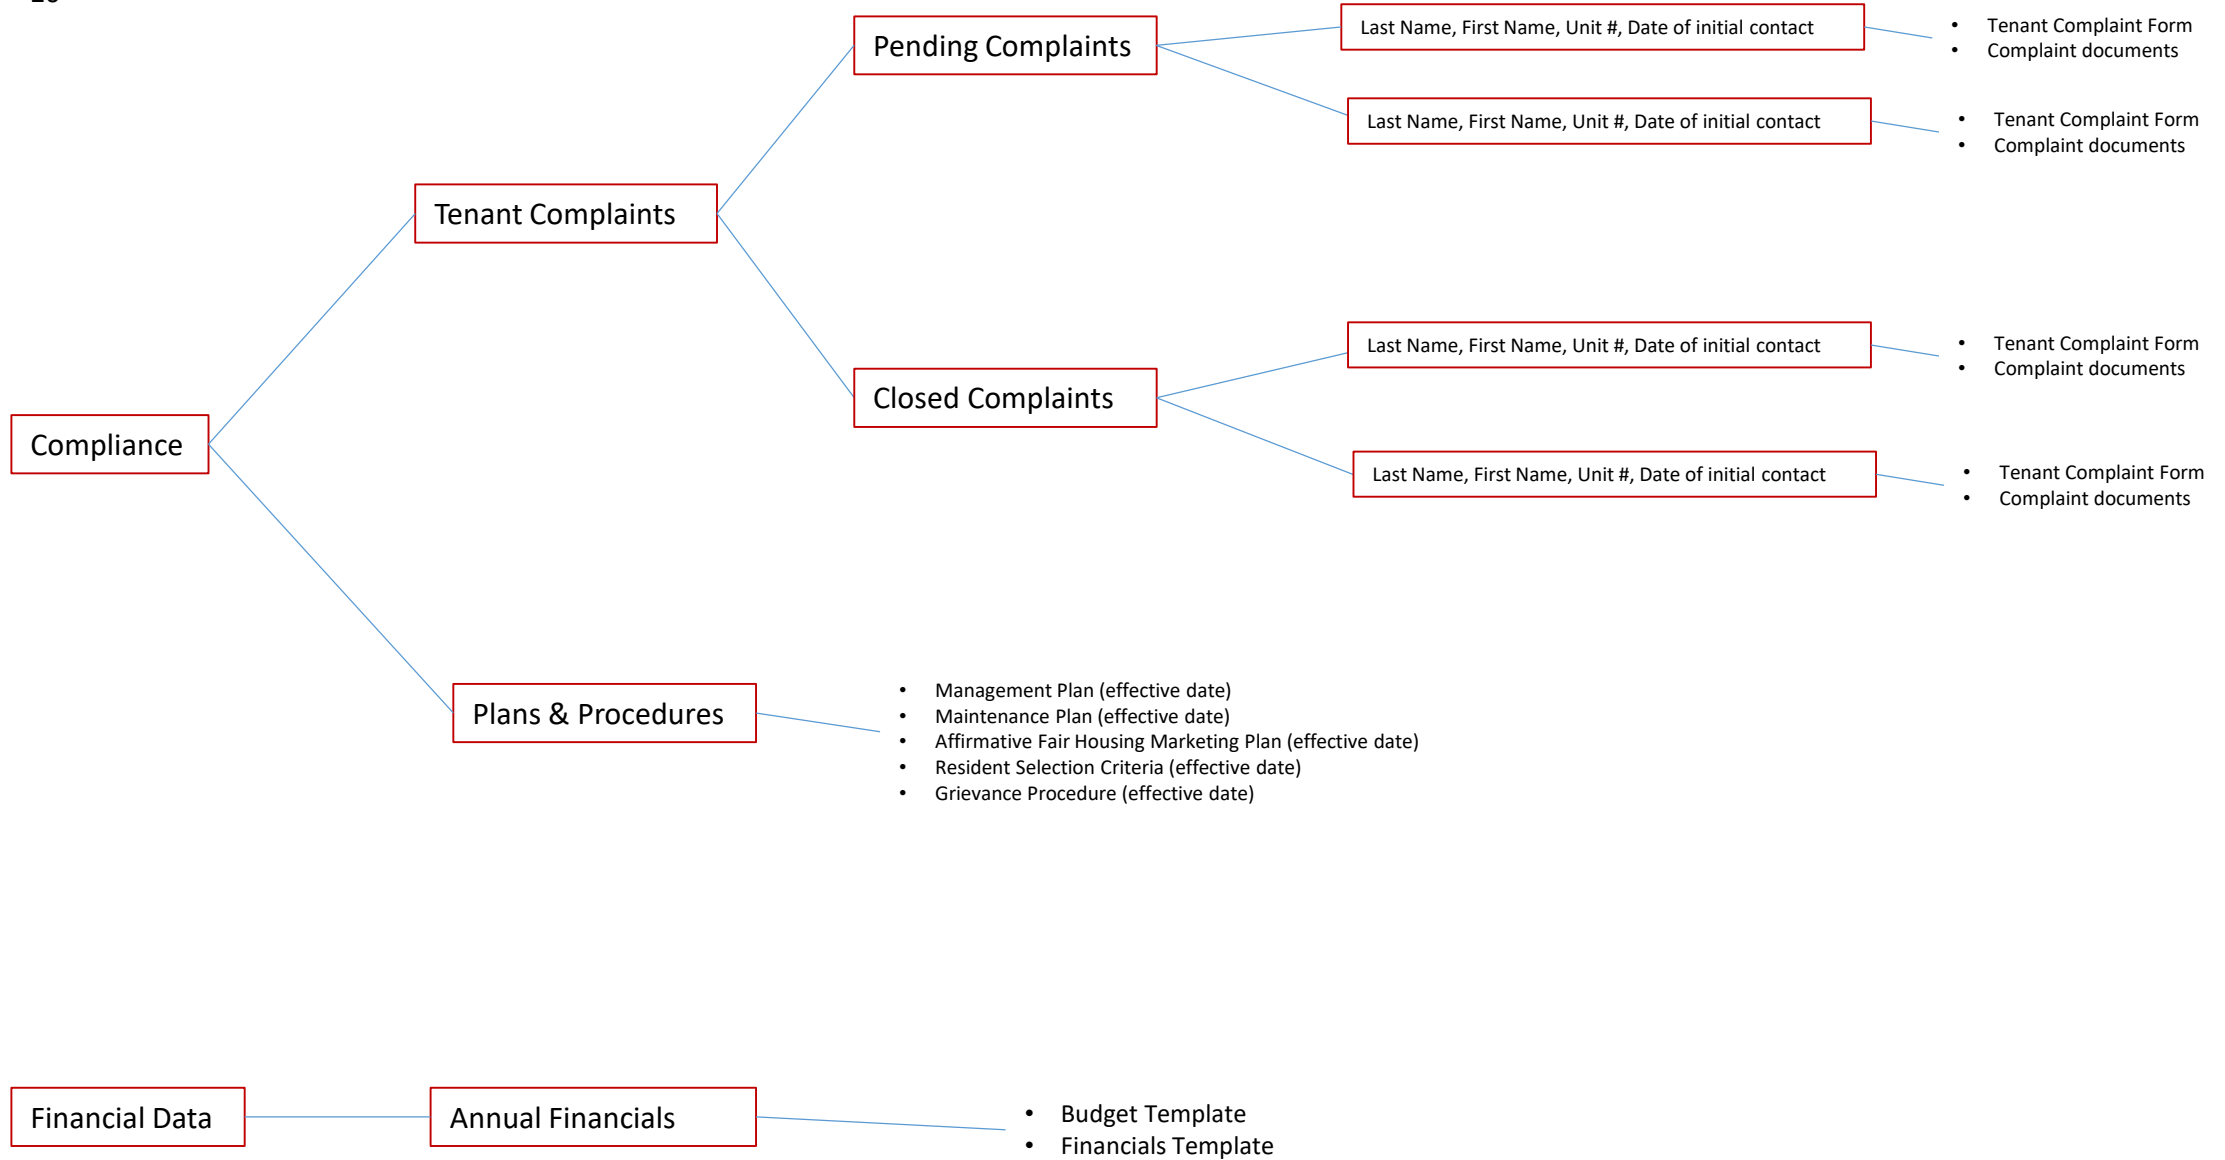 Pending Complaints
Last Name, First Name, Unit #, Date of initial contact
• Tenant Complaint Form
• Complaint documents
Last Name, First Name, Unit #, Date of initial contact
• Tenant Complaint Form
• Complaint documents
Tenant Complaints
Closed Complaints
Last Name, First Name, Unit #, Date of initial contact
• Tenant Complaint Form
• Complaint documents
Last Name, First Name, Unit #, Date of initial contact
• Tenant Complaint Form
• Complaint documents
Compliance
Plans & Procedures
• Management Plan (effective date)
• Maintenance Plan (effective date)
• Affirmative Fair Housing Marketing Plan (effective date)
• Resident Selection Criteria (effective date)
• Grievance Procedure (effective date)
Financial Data
Annual Financials
• Budget Template
• Financials Template